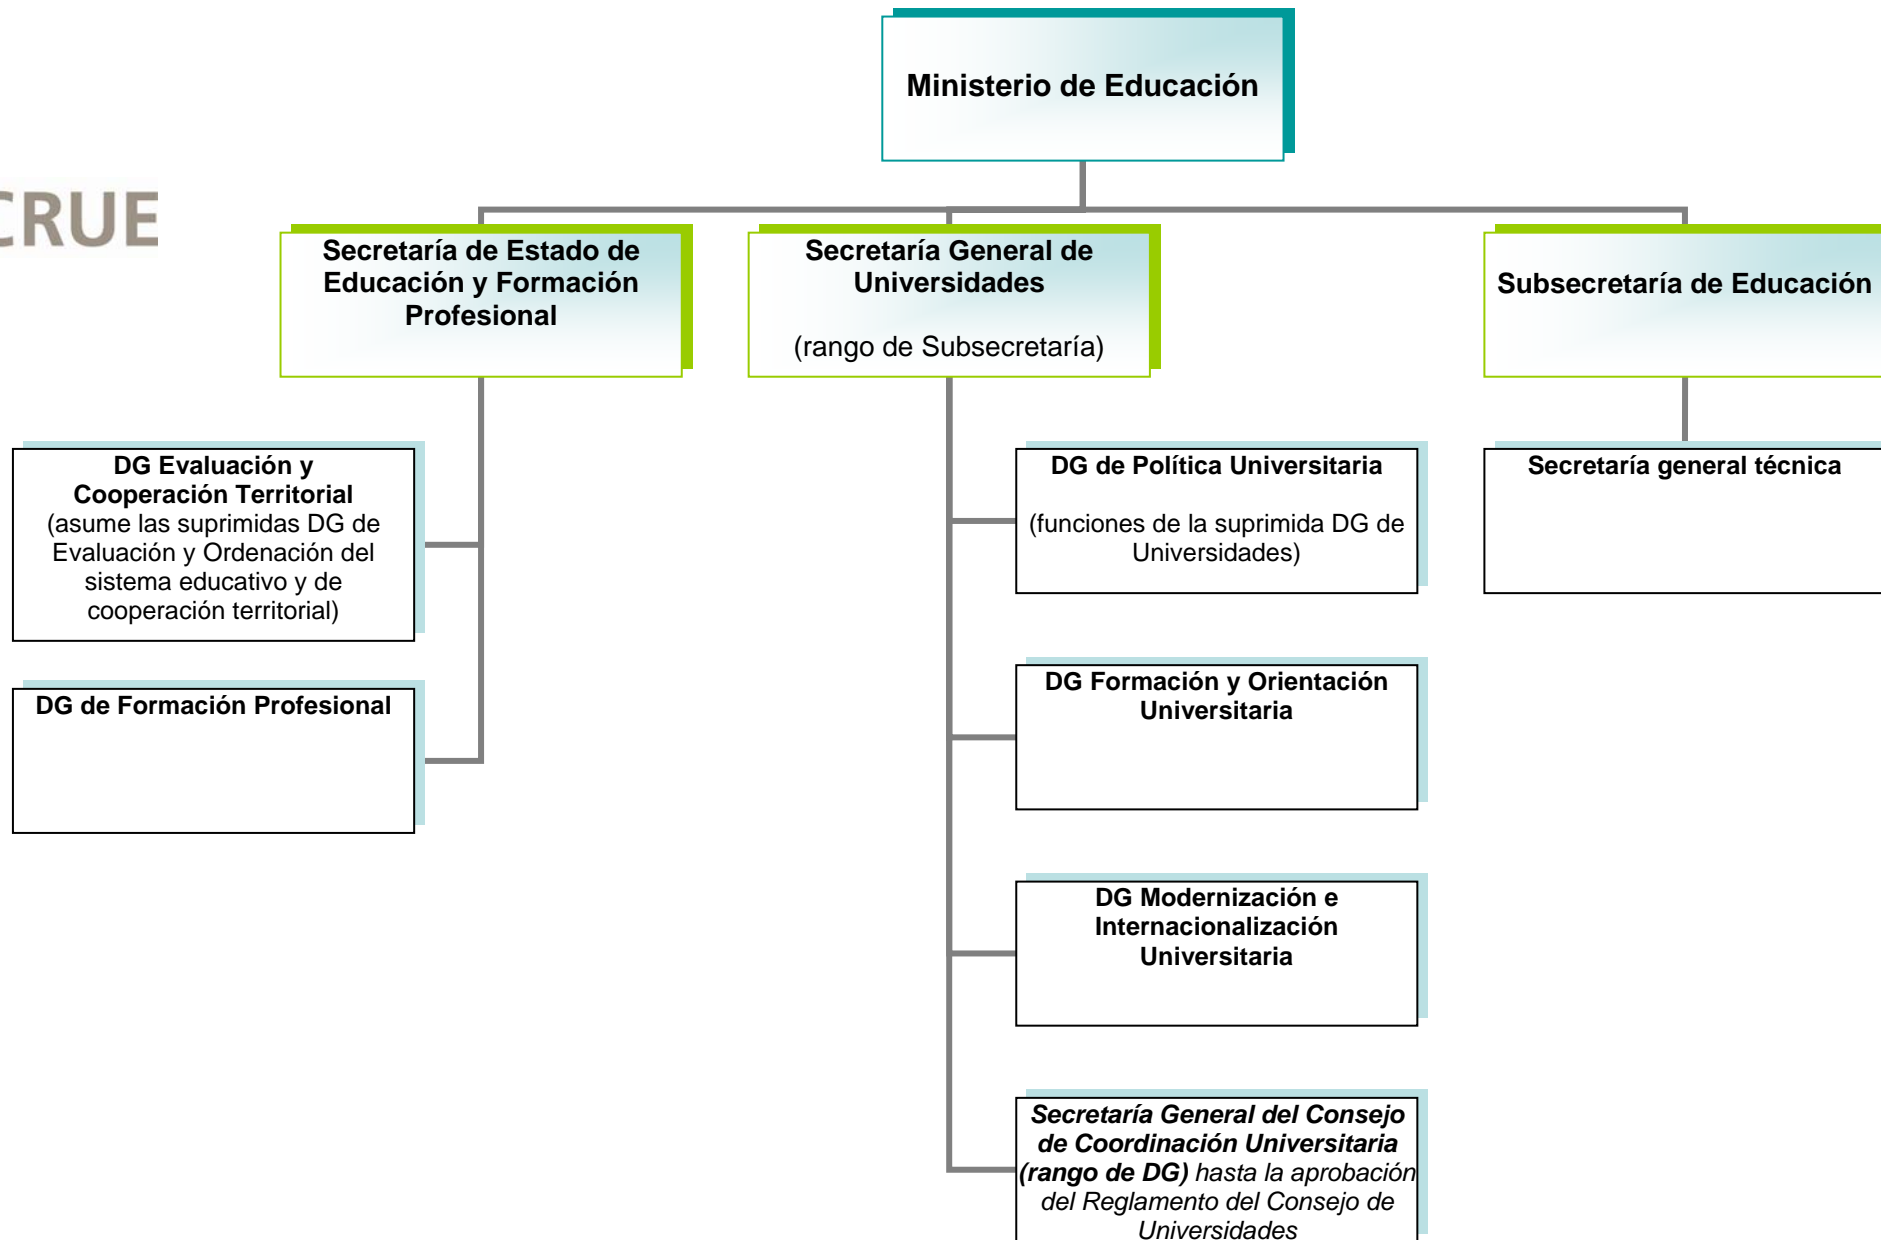 Ministerio de Educación
CRUE
Secretaría de Estado de
Educación y Formación
Profesional
Secretaría General de
Universidades
(rango de Subsecretaría)
Subsecretaría de Educación
DG Evaluación y
Cooperación Territorial
(asume las suprimidas DG de
Evaluación y Ordenación del
sistema educativo y de
cooperación territorial)
DG de Formación Profesional
DG de Política Universitaria
(funciones de la suprimida DG de
Universidades)
DG Formación y Orientación
Universitaria
DG Modernización e
Internacionalización
Universitaria
Secretaría General del Consejo
de Coordinación Universitaria
(rango de DG) hasta la aprobación
del Reglamento del Consejo de
Universidades
Secretaría general técnica